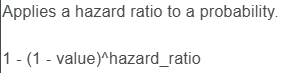 Applies a hazard ratio to a probability.
1 - (1 - value)^hazard_ratio